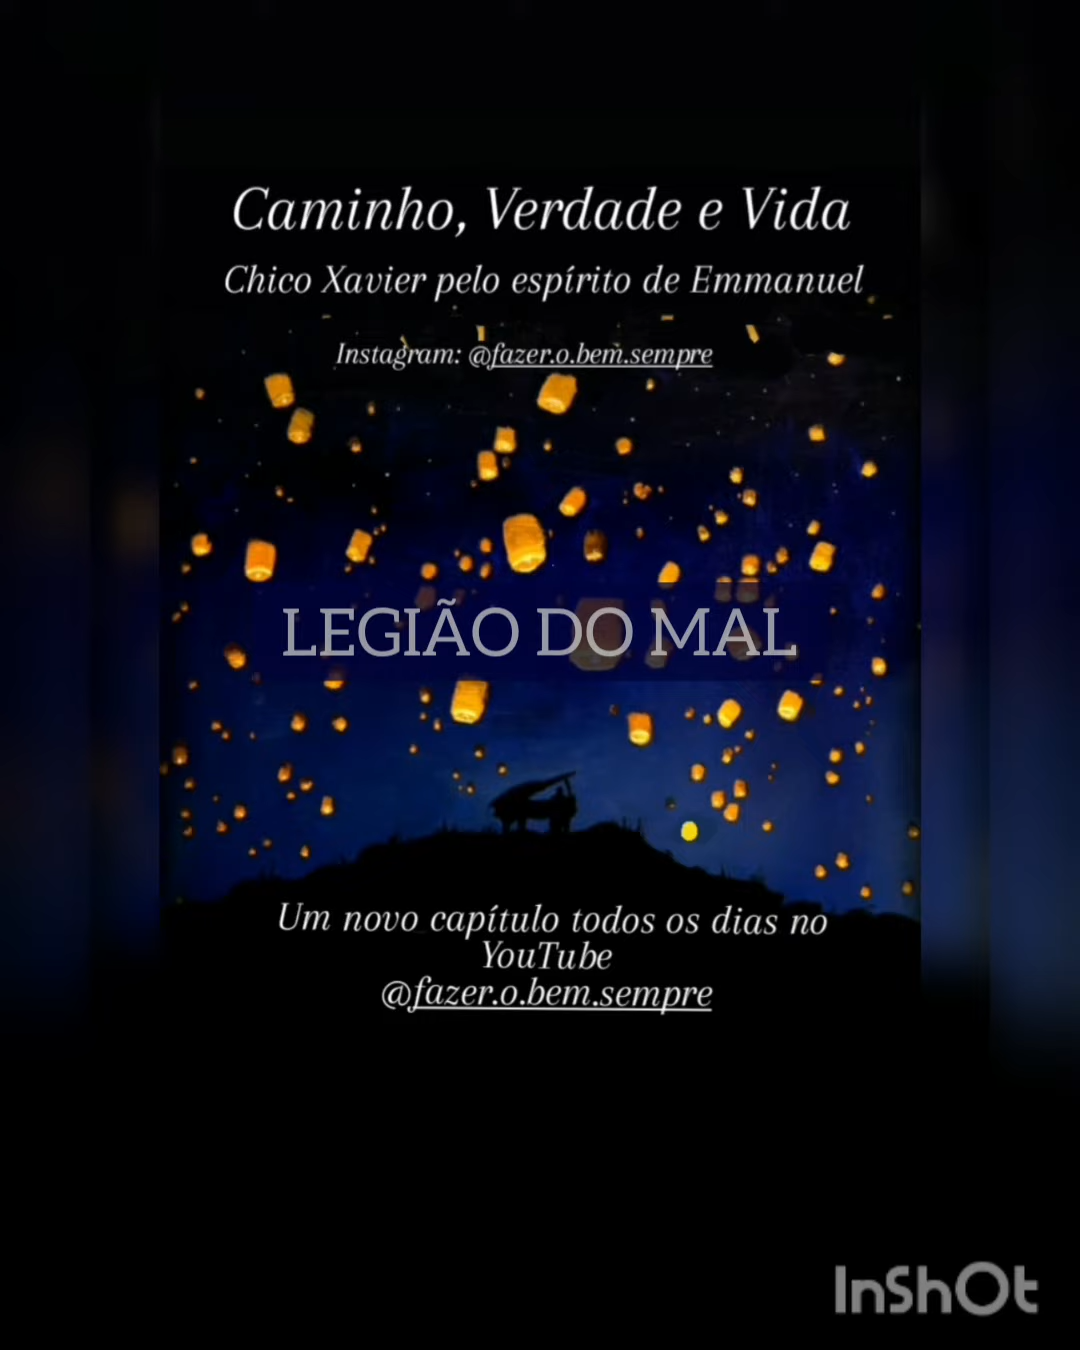 Caminho, Verdade e Vida
Chico Xavier pelo espírito de Emmanuel
Instagram: @fazer.o.bem.sempre
LEGIÃO DO MAL
Um novo capítulo todos os dias no
YouTube
@fazer.o.bem.sempre
InShOt